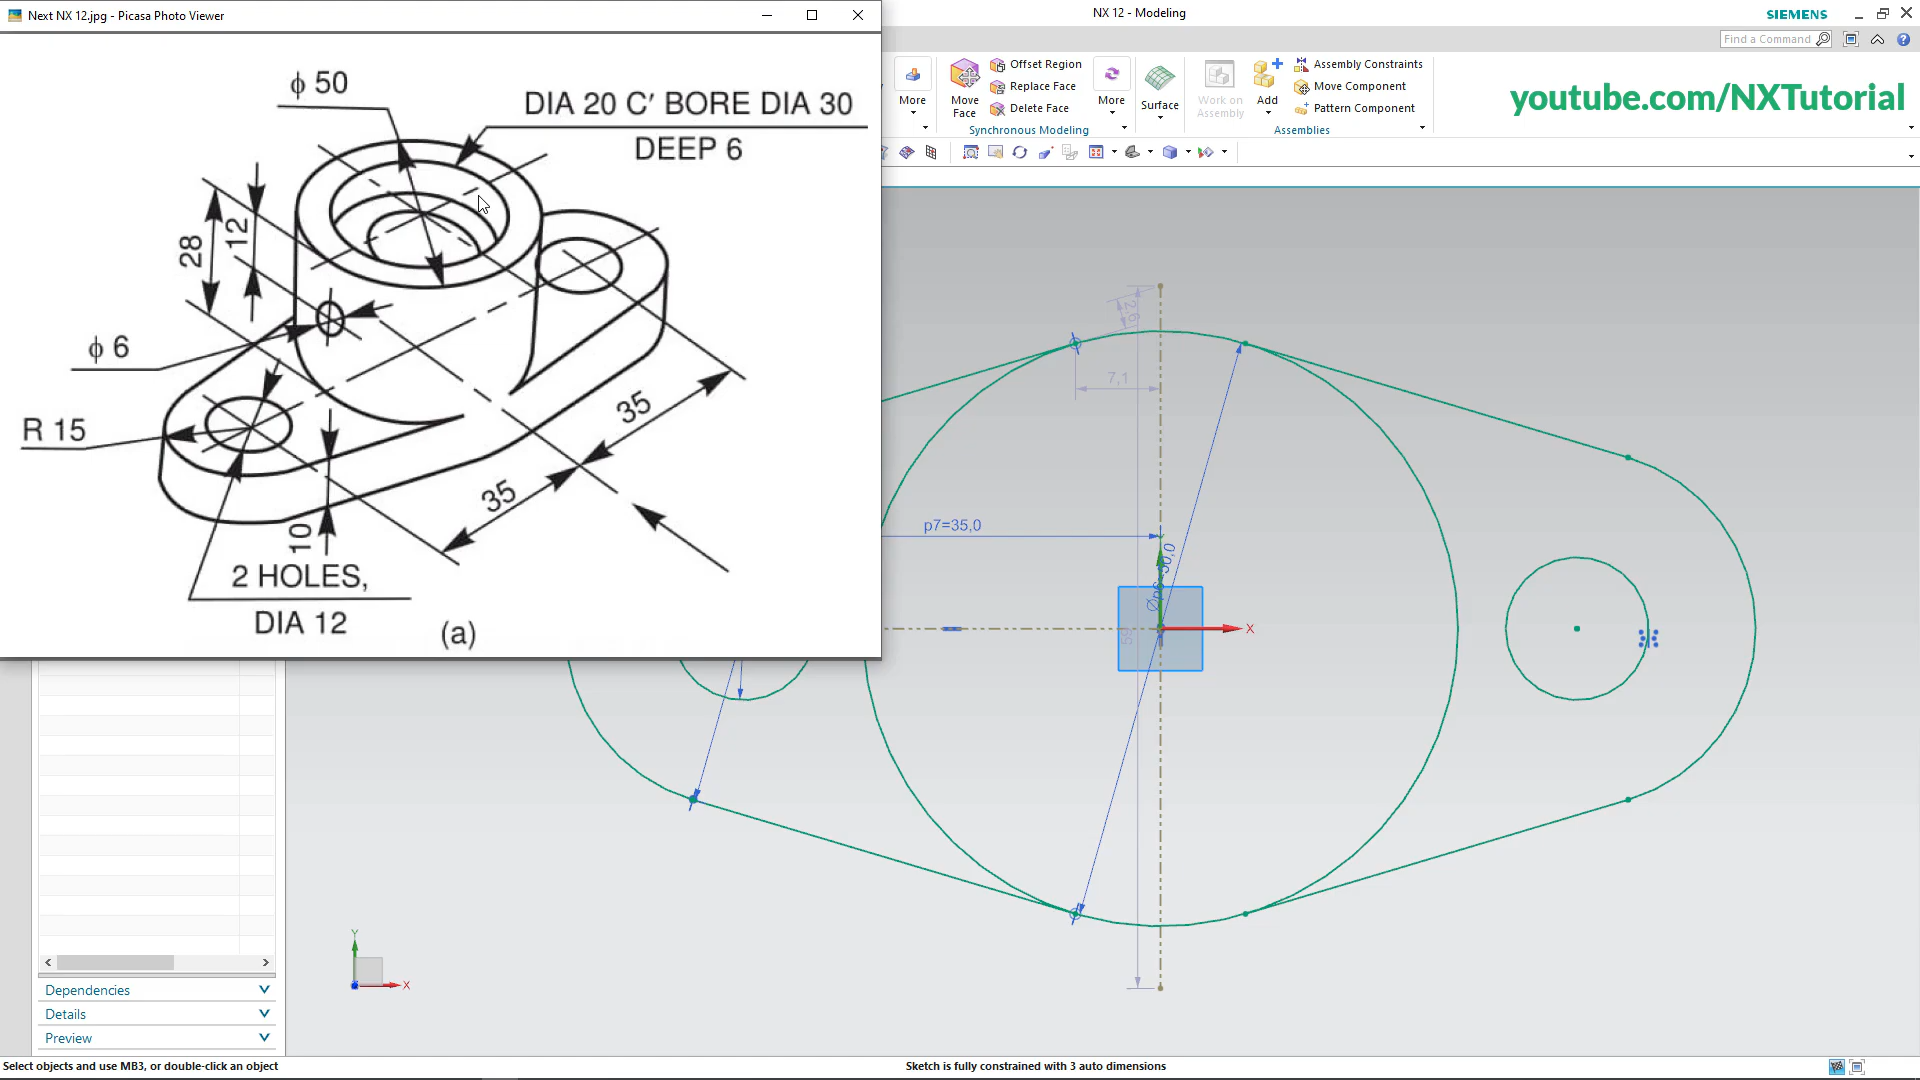 Next NX 12.jpg - Picasa Photo Viewer
NX 12 - Modeling
SIEMENS
Find a Command
More
Move Face
Offset Region
Replace Face
Delete Face
More
Surface
Work on Assembly
Add
Assembly Constraints
Move Component
Pattern Component
Synchronous Modeling
Assemblies
youtube.com/NXTutorial
ϕ 50
DIA 20 C' BORE DIA 30
DEEP 6
28
12
ϕ 6
R 15
35
35
10
2 HOLES,
DIA 12
(a)
2,6
7,1
p7=35,0
59
X
Y
X
Dependencies
Details
Preview
Select objects and use MB3, or double-click an object
Sketch is fully constrained with 3 auto dimensions